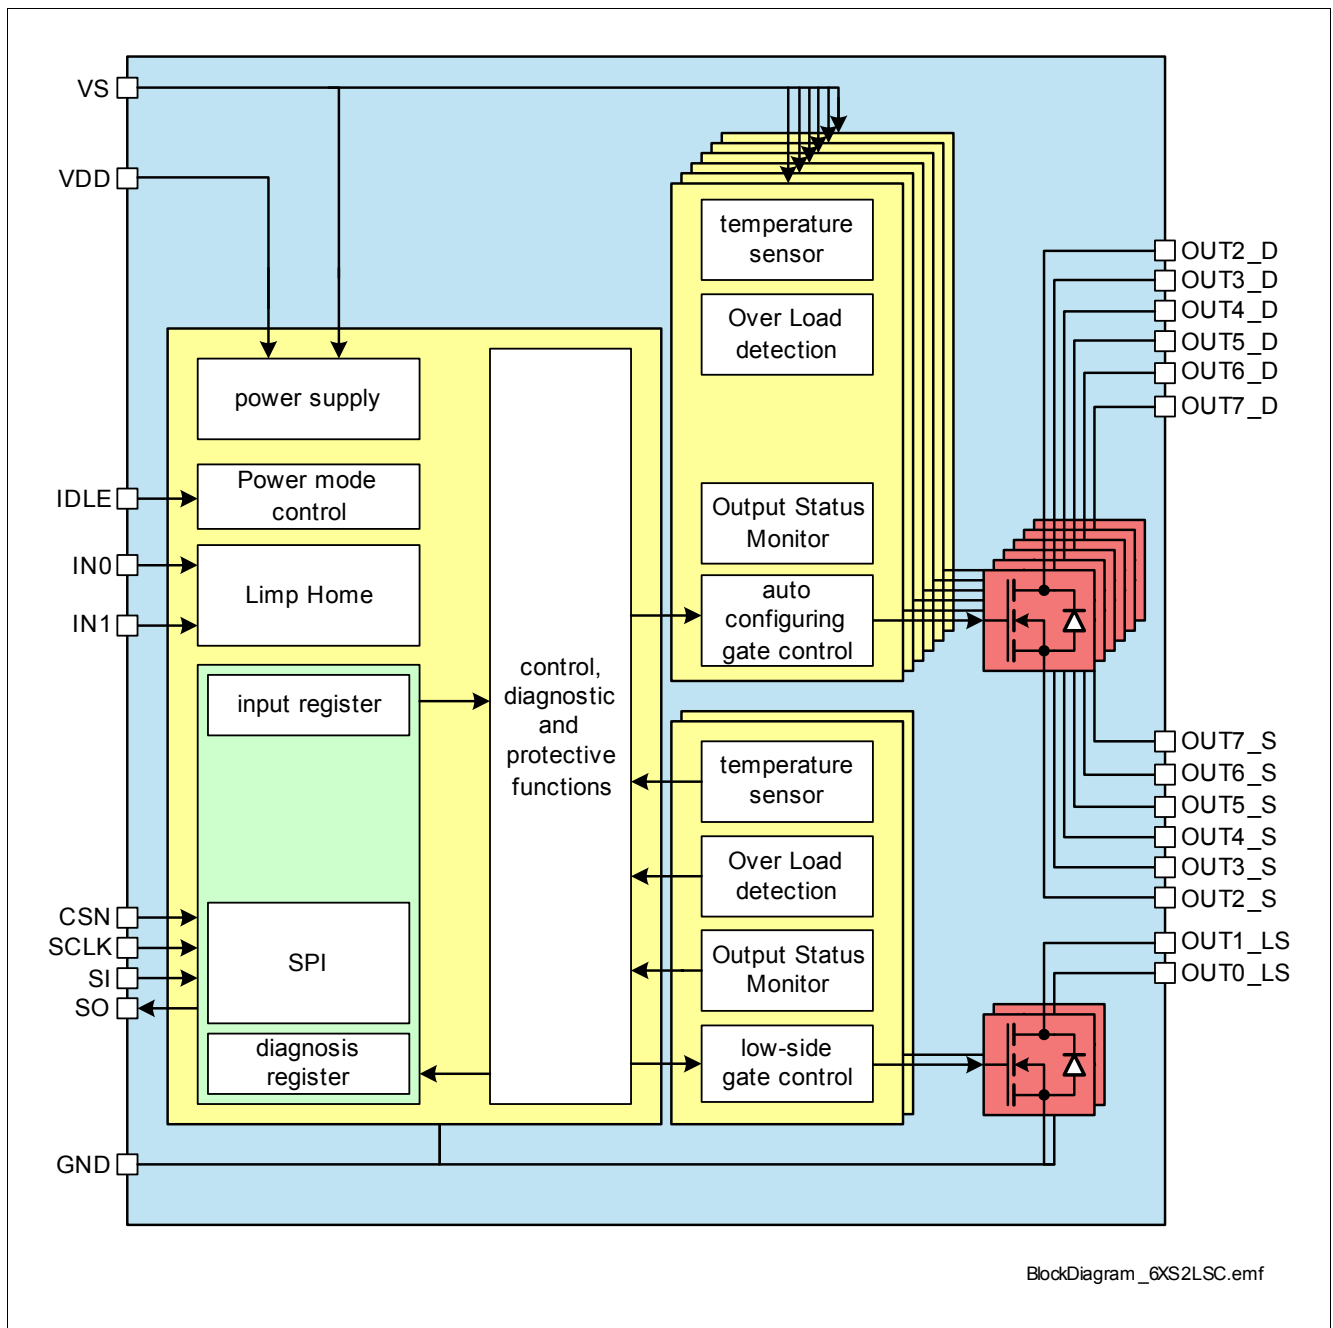 VS
VDD
IDLE
IN0
IN1
CSN
SCLK
SI
SO
GND
power supply
Power mode
control
Limp Home
input register
SPI
diagnosis
register
control,
diagnostic
and
protective
functions
temperature
sensor
Over Load
detection
Output Status
Monitor
auto
configuring
gate control
temperature
sensor
Over Load
detection
Output Status
Monitor
low-side
gate control
OUT2_D
OUT3_D
OUT4_D
OUT5_D
OUT6_D
OUT7_D
OUT7_S
OUT6_S
OUT5_S
OUT4_S
OUT3_S
OUT2_S
OUT1_LS
OUT0_LS
BlockDiagram_6XS2LSC.emf